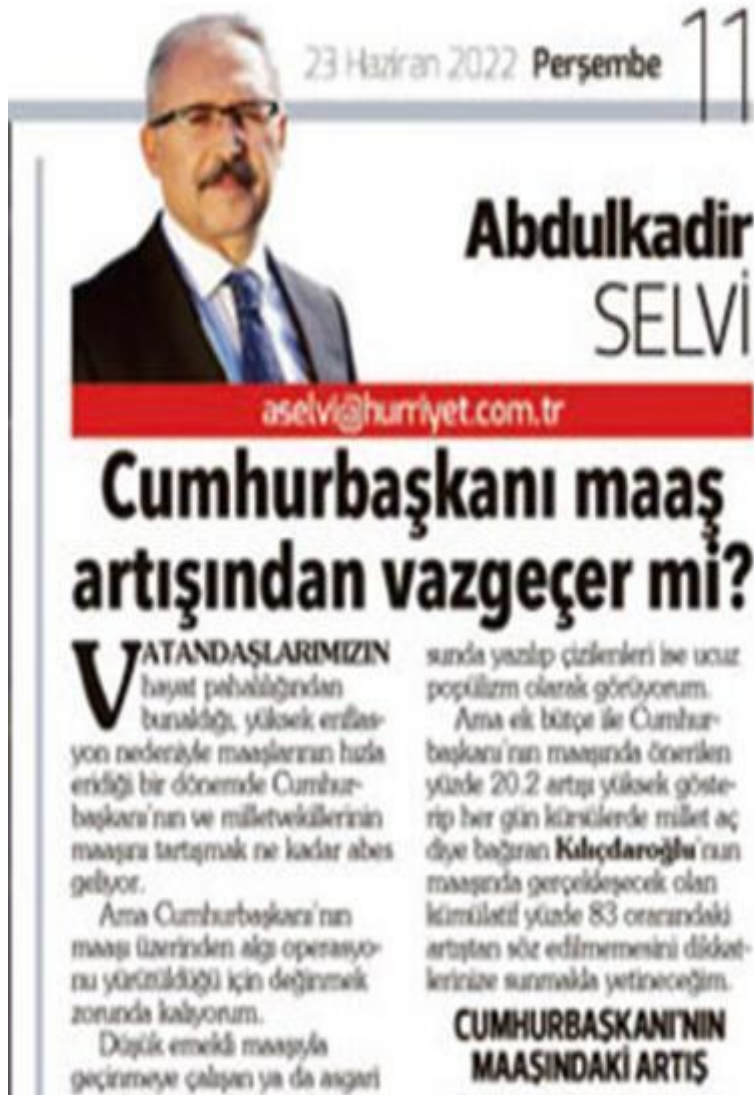 23 Haziran 2022 Perşembe 11
Abdulkadir
SELVİ
aselvi@hurriyet.com.tr
Cumhurbaşkanı maaş
artışından vazgeçer mi?
VATANDAŞLARIMIZIN
hayat pahalılığından
bunaldığı, yüksek enflas-
yon nedeniyle maaşlarının hızla
eridiği bir dönemde Cumhur-
başkanı'nın ve milletvekillerinin
maaşını tartışmak ne kadar abes
geliyor.
Ama Cumhurbaşkanı'nın
maaşı üzerinden algı operasyo-
nu yürütüldüğü için değinmek
zorunda kalıyorum.
Düşük emekli maaşıyla
geçinmeye çalışan ya da asgari
sunda yazılıp çizilenleri ise ucuz
popülizm olarak görüyorum.
Ama ek bütçe ile Cumhur-
başkanı'nın maaşında önerilen
yüzde 20.2 artışı yüksek göste-
rip her gün kürsülerde millet aç
diye bağıran Kılıçdaroğlu'nun
maaşında gerçekleşecek olan
kümülatif yüzde 83 oranındaki
artıştan söz edilmemesini dikkat-
lerinize sunmakla yetineceğim.
CUMHURBAŞKANI'NIN
MAAŞINDAKİ ARTIŞ